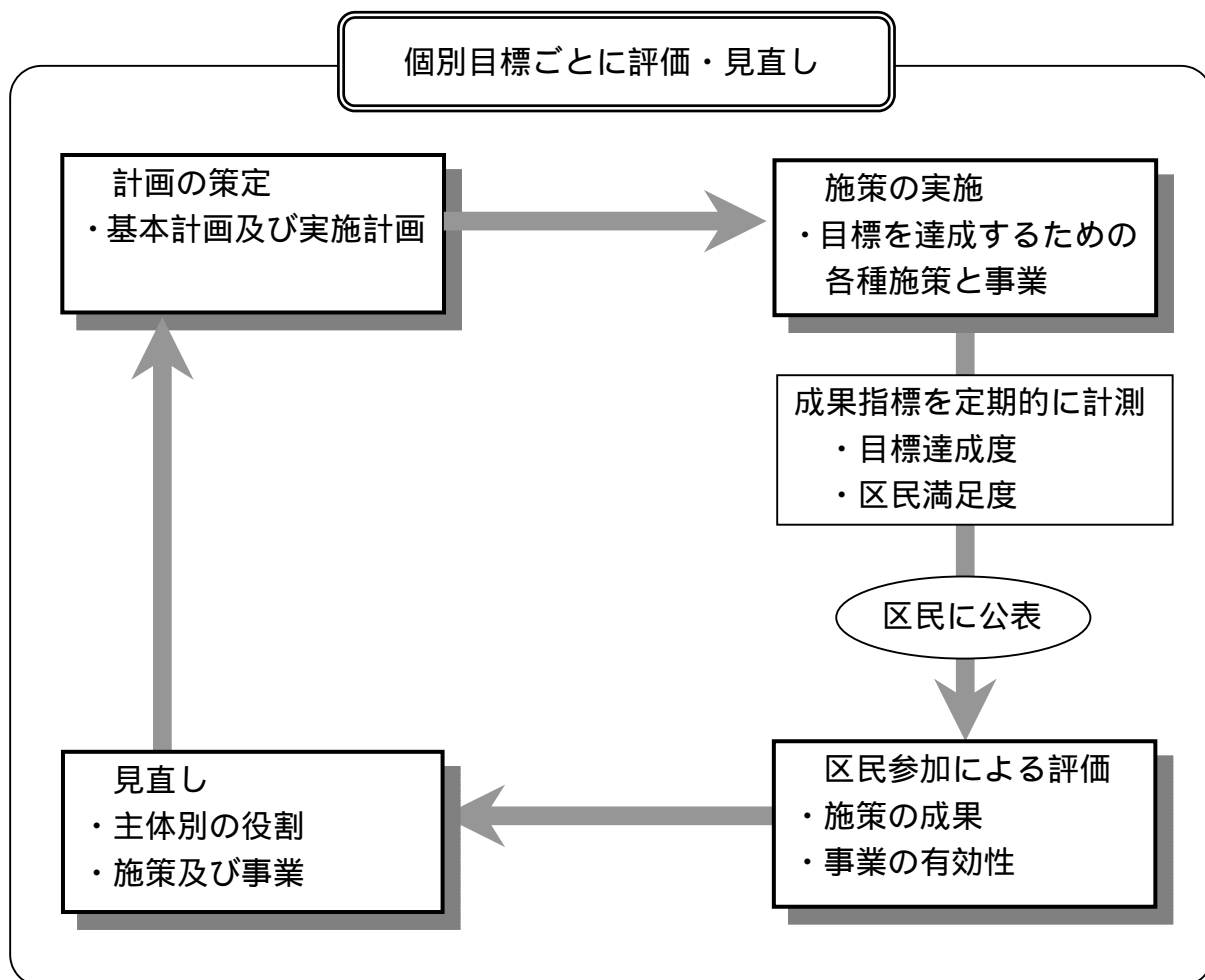 個別目標ごとに評価・見直し
計画の策定
・基本計画及び実施計画
施策の実施
・目標を達成するための
各種施策と事業
成果指標を定期的に計測
・目標達成度
・区民満足度
区民に公表
区民参加による評価
・施策の成果
・事業の有効性
見直し
・主体別の役割
・施策及び事業